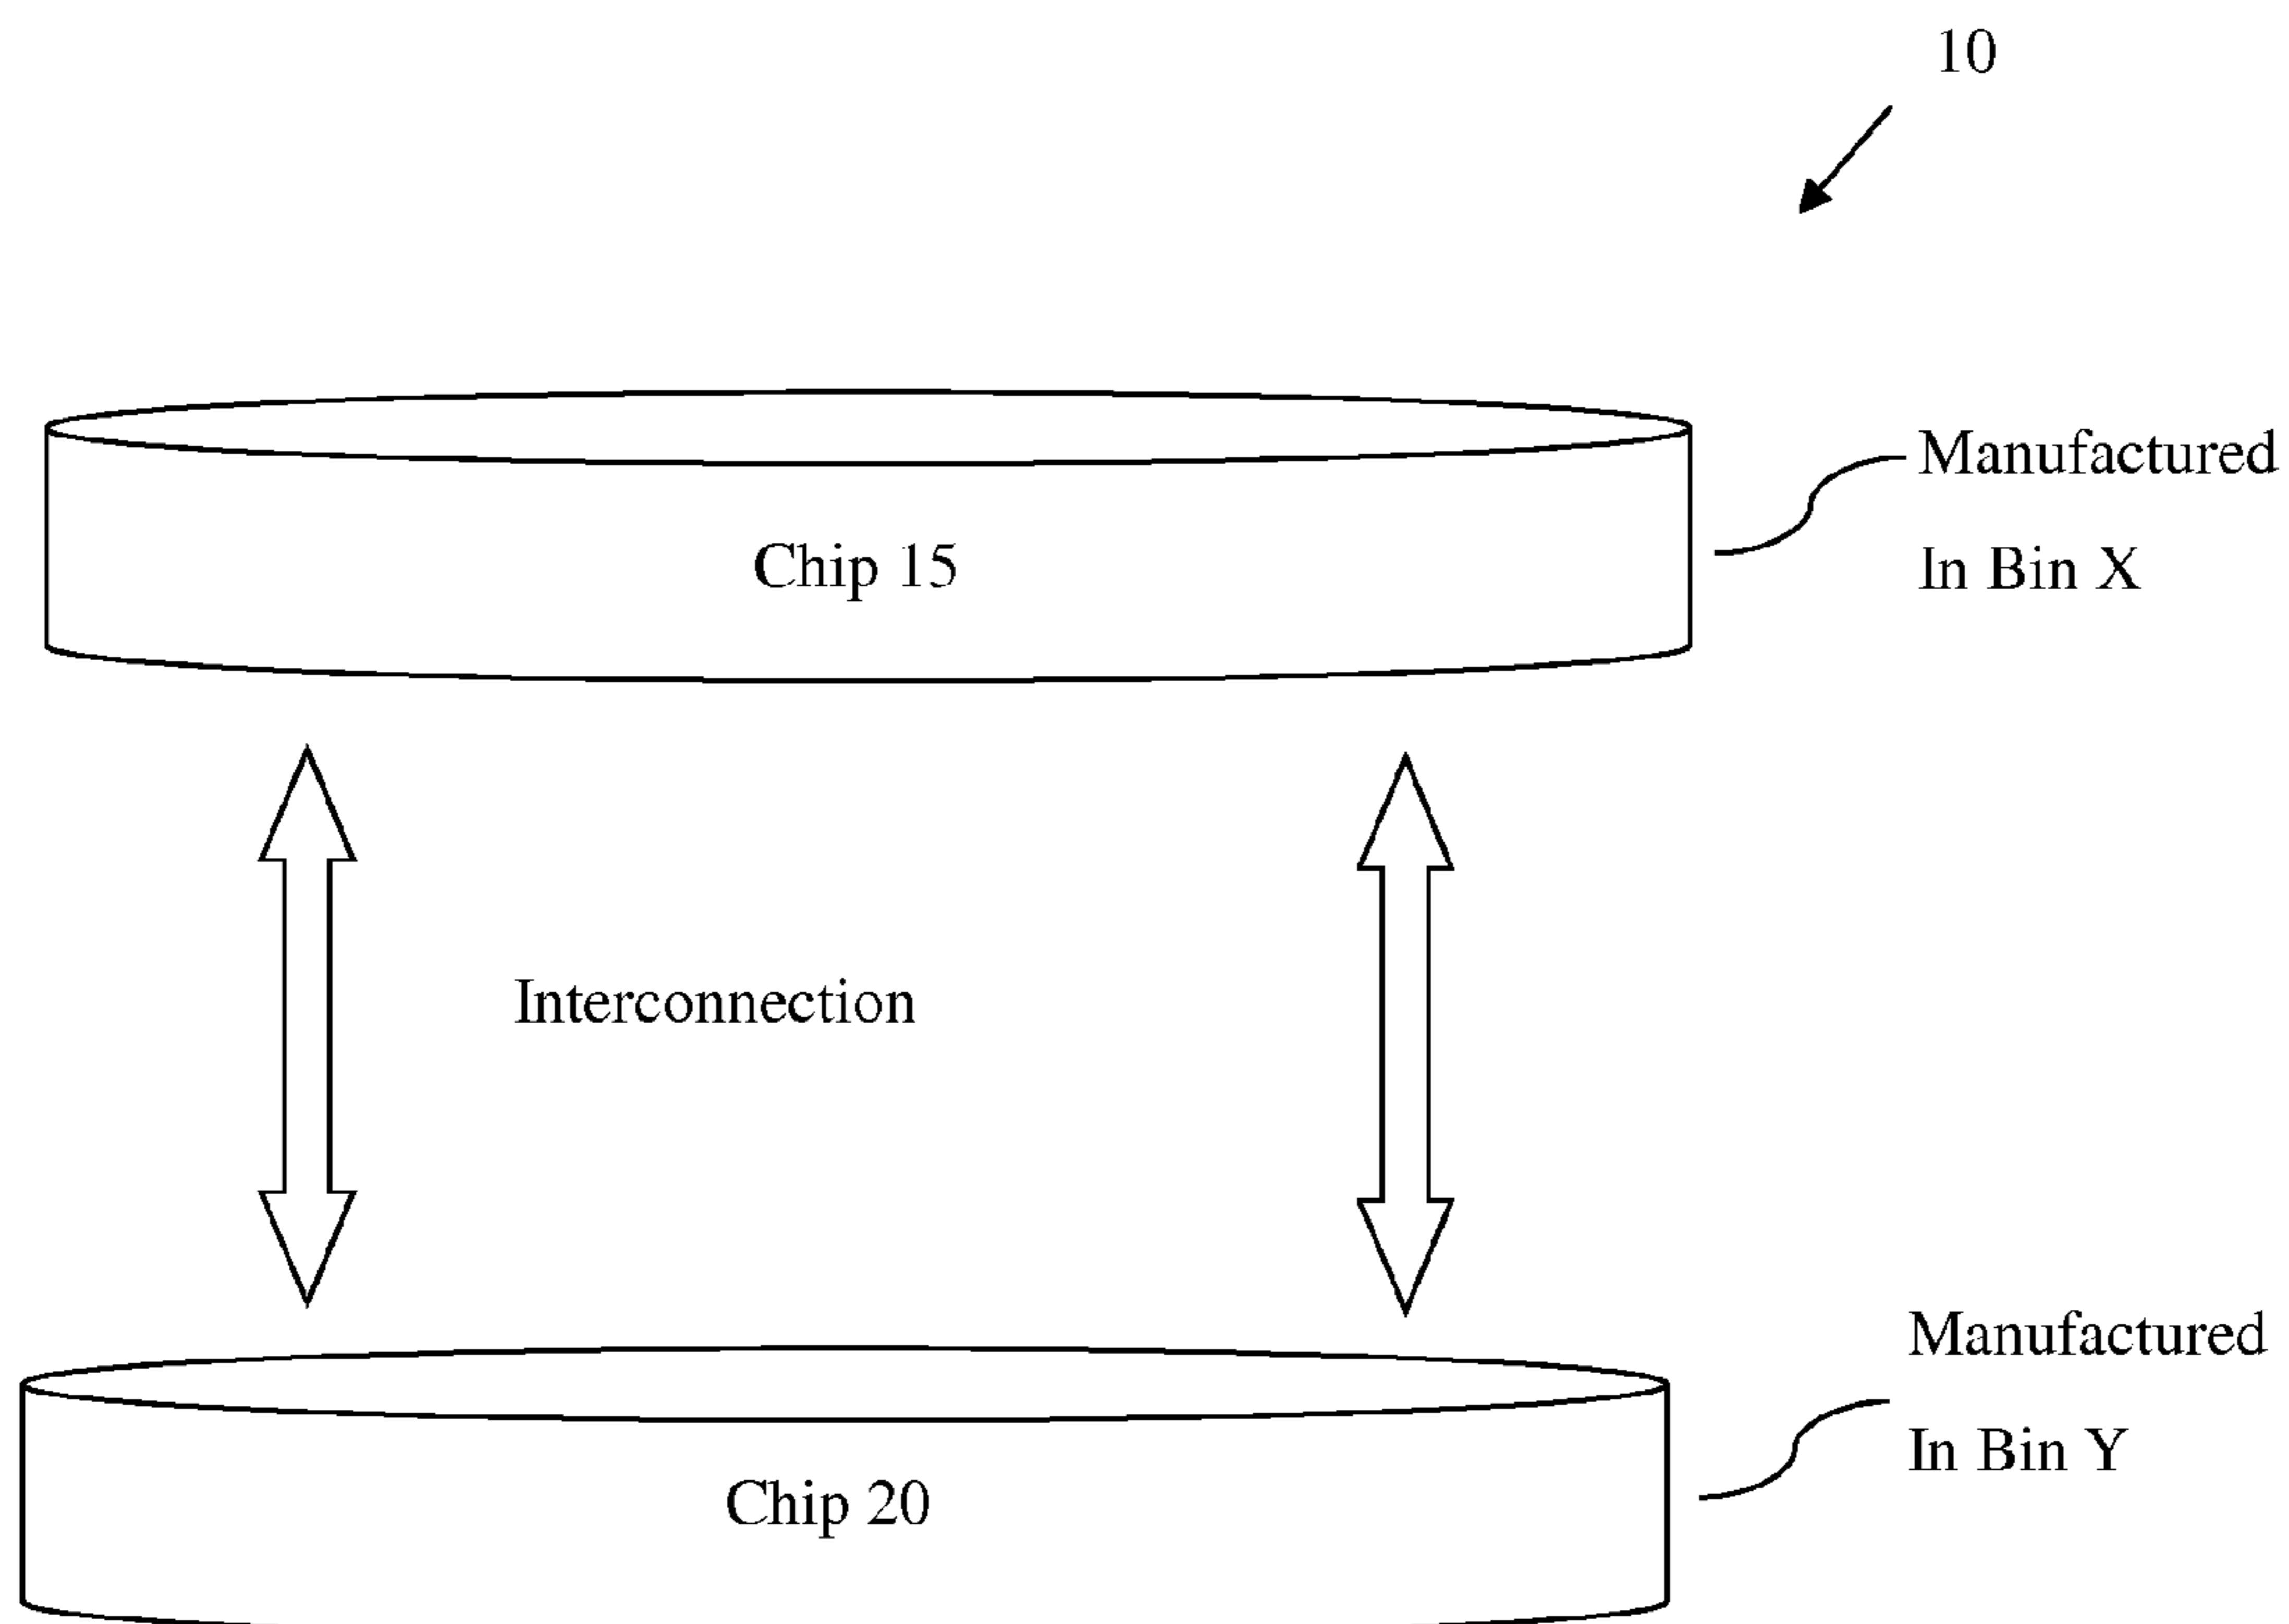 10
Manufactured
In Bin X
Chip 15
Interconnection
Manufactured
In Bin Y
Chip 20